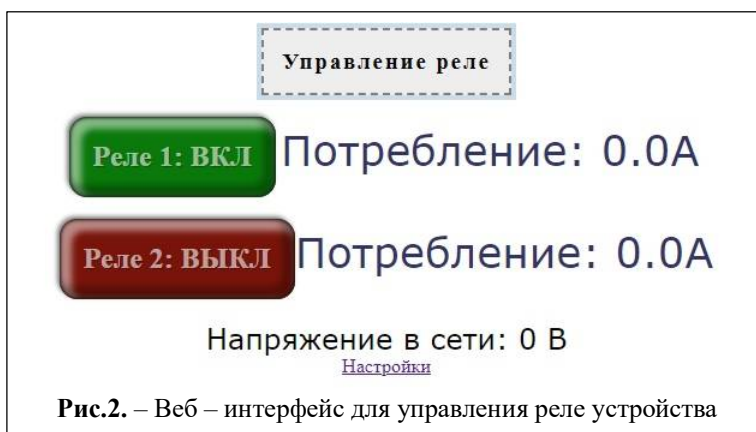 Управление реле
Реле 1: ВКЛ Потребление: 0.0А
Реле 2: ВЫКЛ Потребление: 0.0А
Напряжение в сети: 0 В
Настройки
Рис.2. – Веб – интерфейс для управления реле устройства